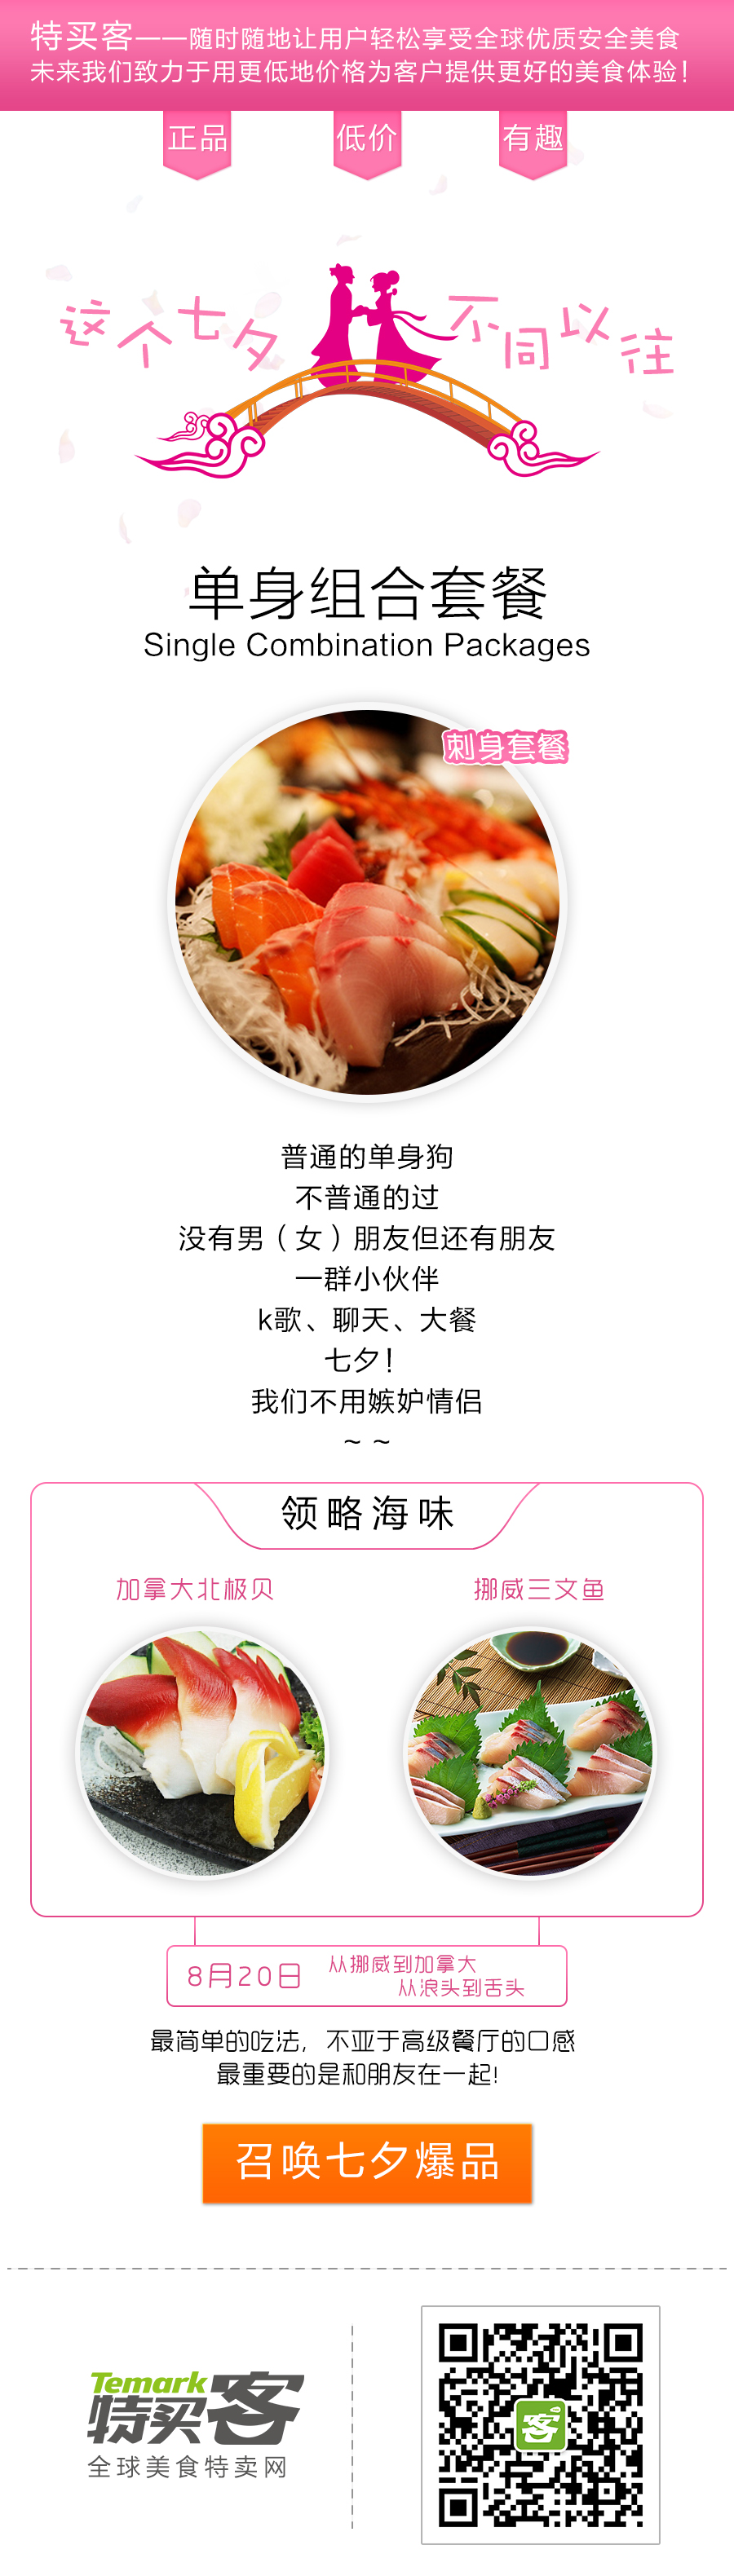 特买客——随时随地让用户轻松享受全球优质安全美食
未来我们致力于用更低地价格为客户提供更好的美食体验！
正品 低价 有趣
这个七夕 不同以往
单身组合套餐
Single Combination Packages
刺身套餐
普通的单身狗
不普通的过
没有男（女）朋友但还有朋友
一群小伙伴
k歌、聊天、大餐
七夕！
我们不用嫉妒情侣
~ ~
领略海味
加拿大北极贝 挪威三文鱼
8月20日
从挪威到加拿大
从浪头到舌头
最简单的吃法，不亚于高级餐厅的口感
最重要的是和朋友在一起！
召唤七夕爆品
Temark
特买客
全球美食特卖网
客